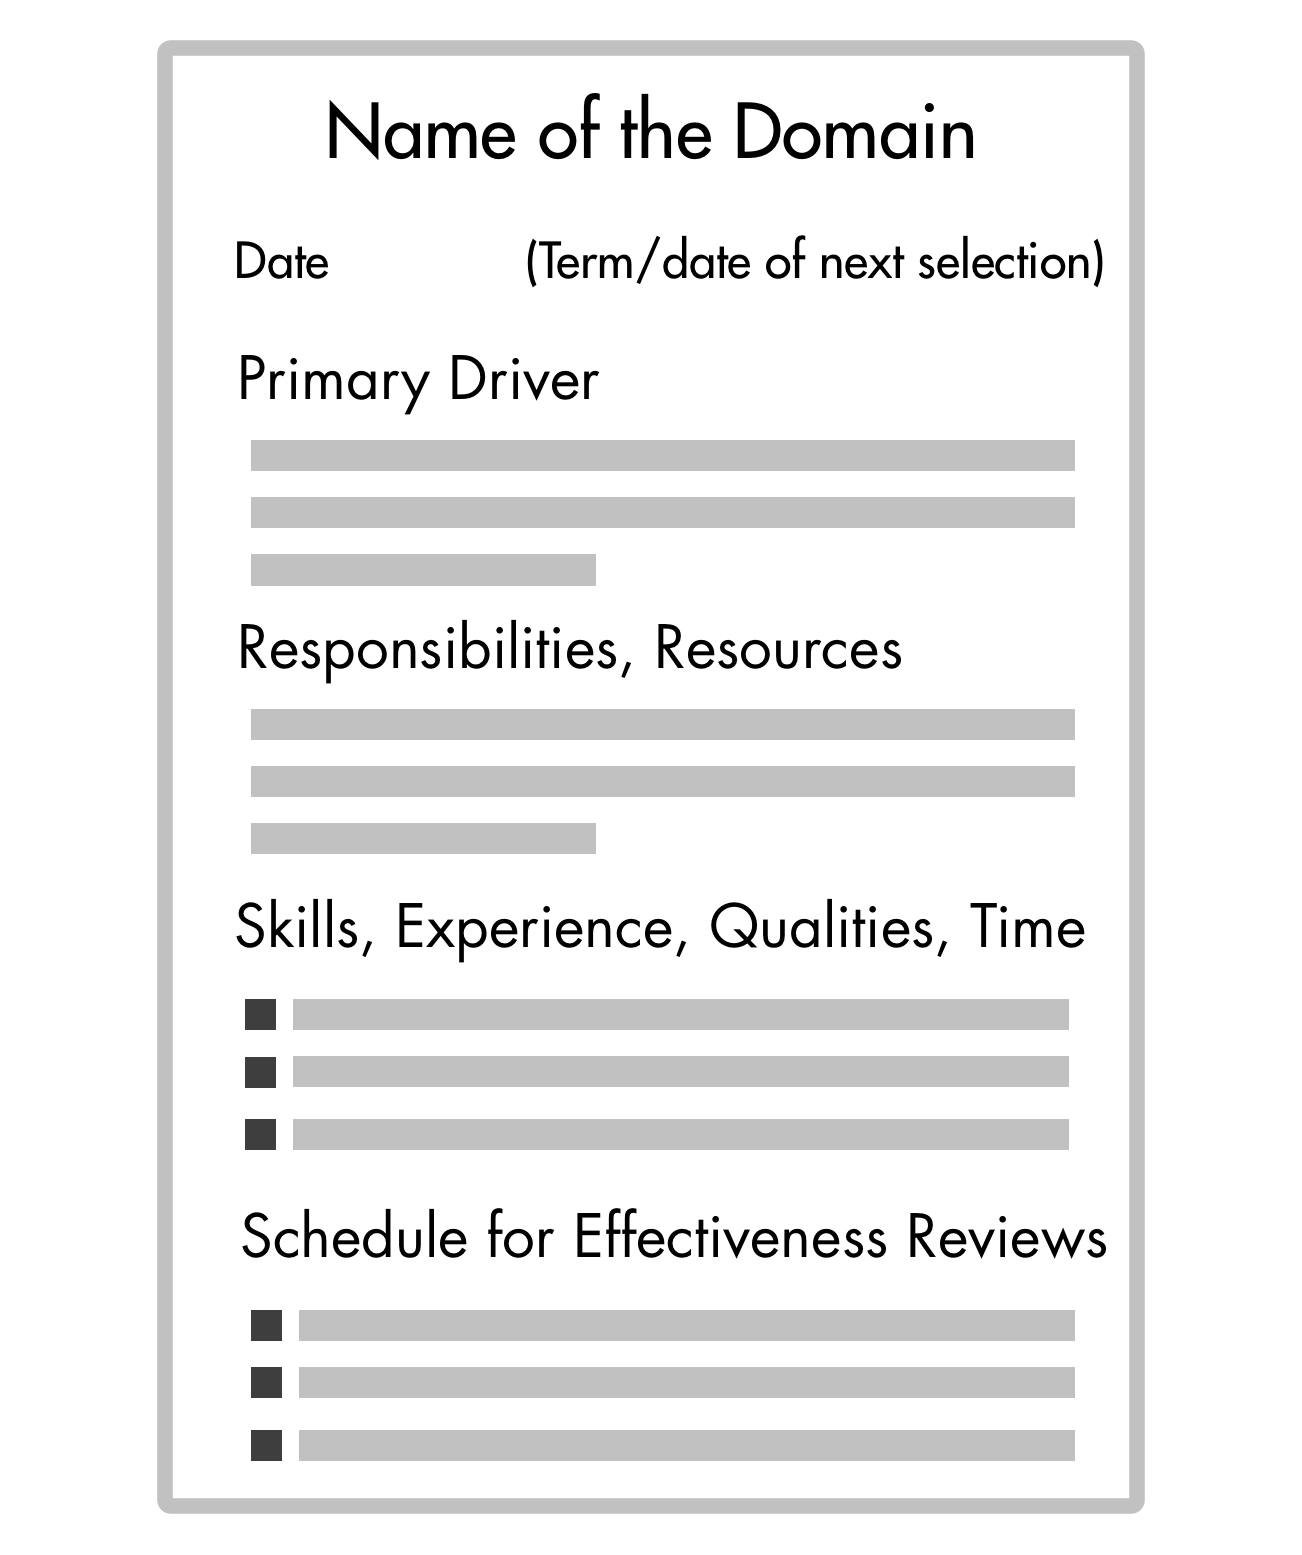 Name of the Domain
Date (Term/date of next selection)
Primary Driver
Responsibilities, Resources
Skills, Experience, Qualities, Time
Schedule for Effectiveness Reviews